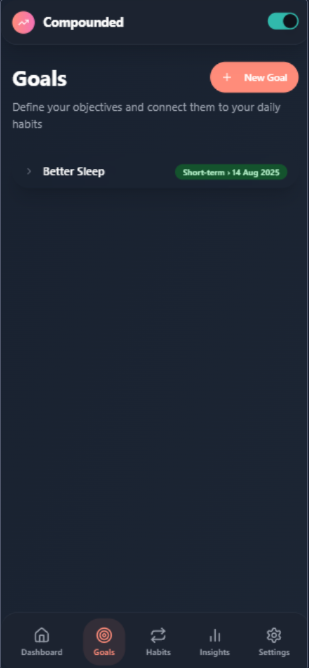 Compounded
Goals
+ New Goal
Define your objectives and connect them to your daily
habits
> Better Sleep
Short-term › 14 Aug 2025
Dashboard
Goals
Habits
Insights
Settings